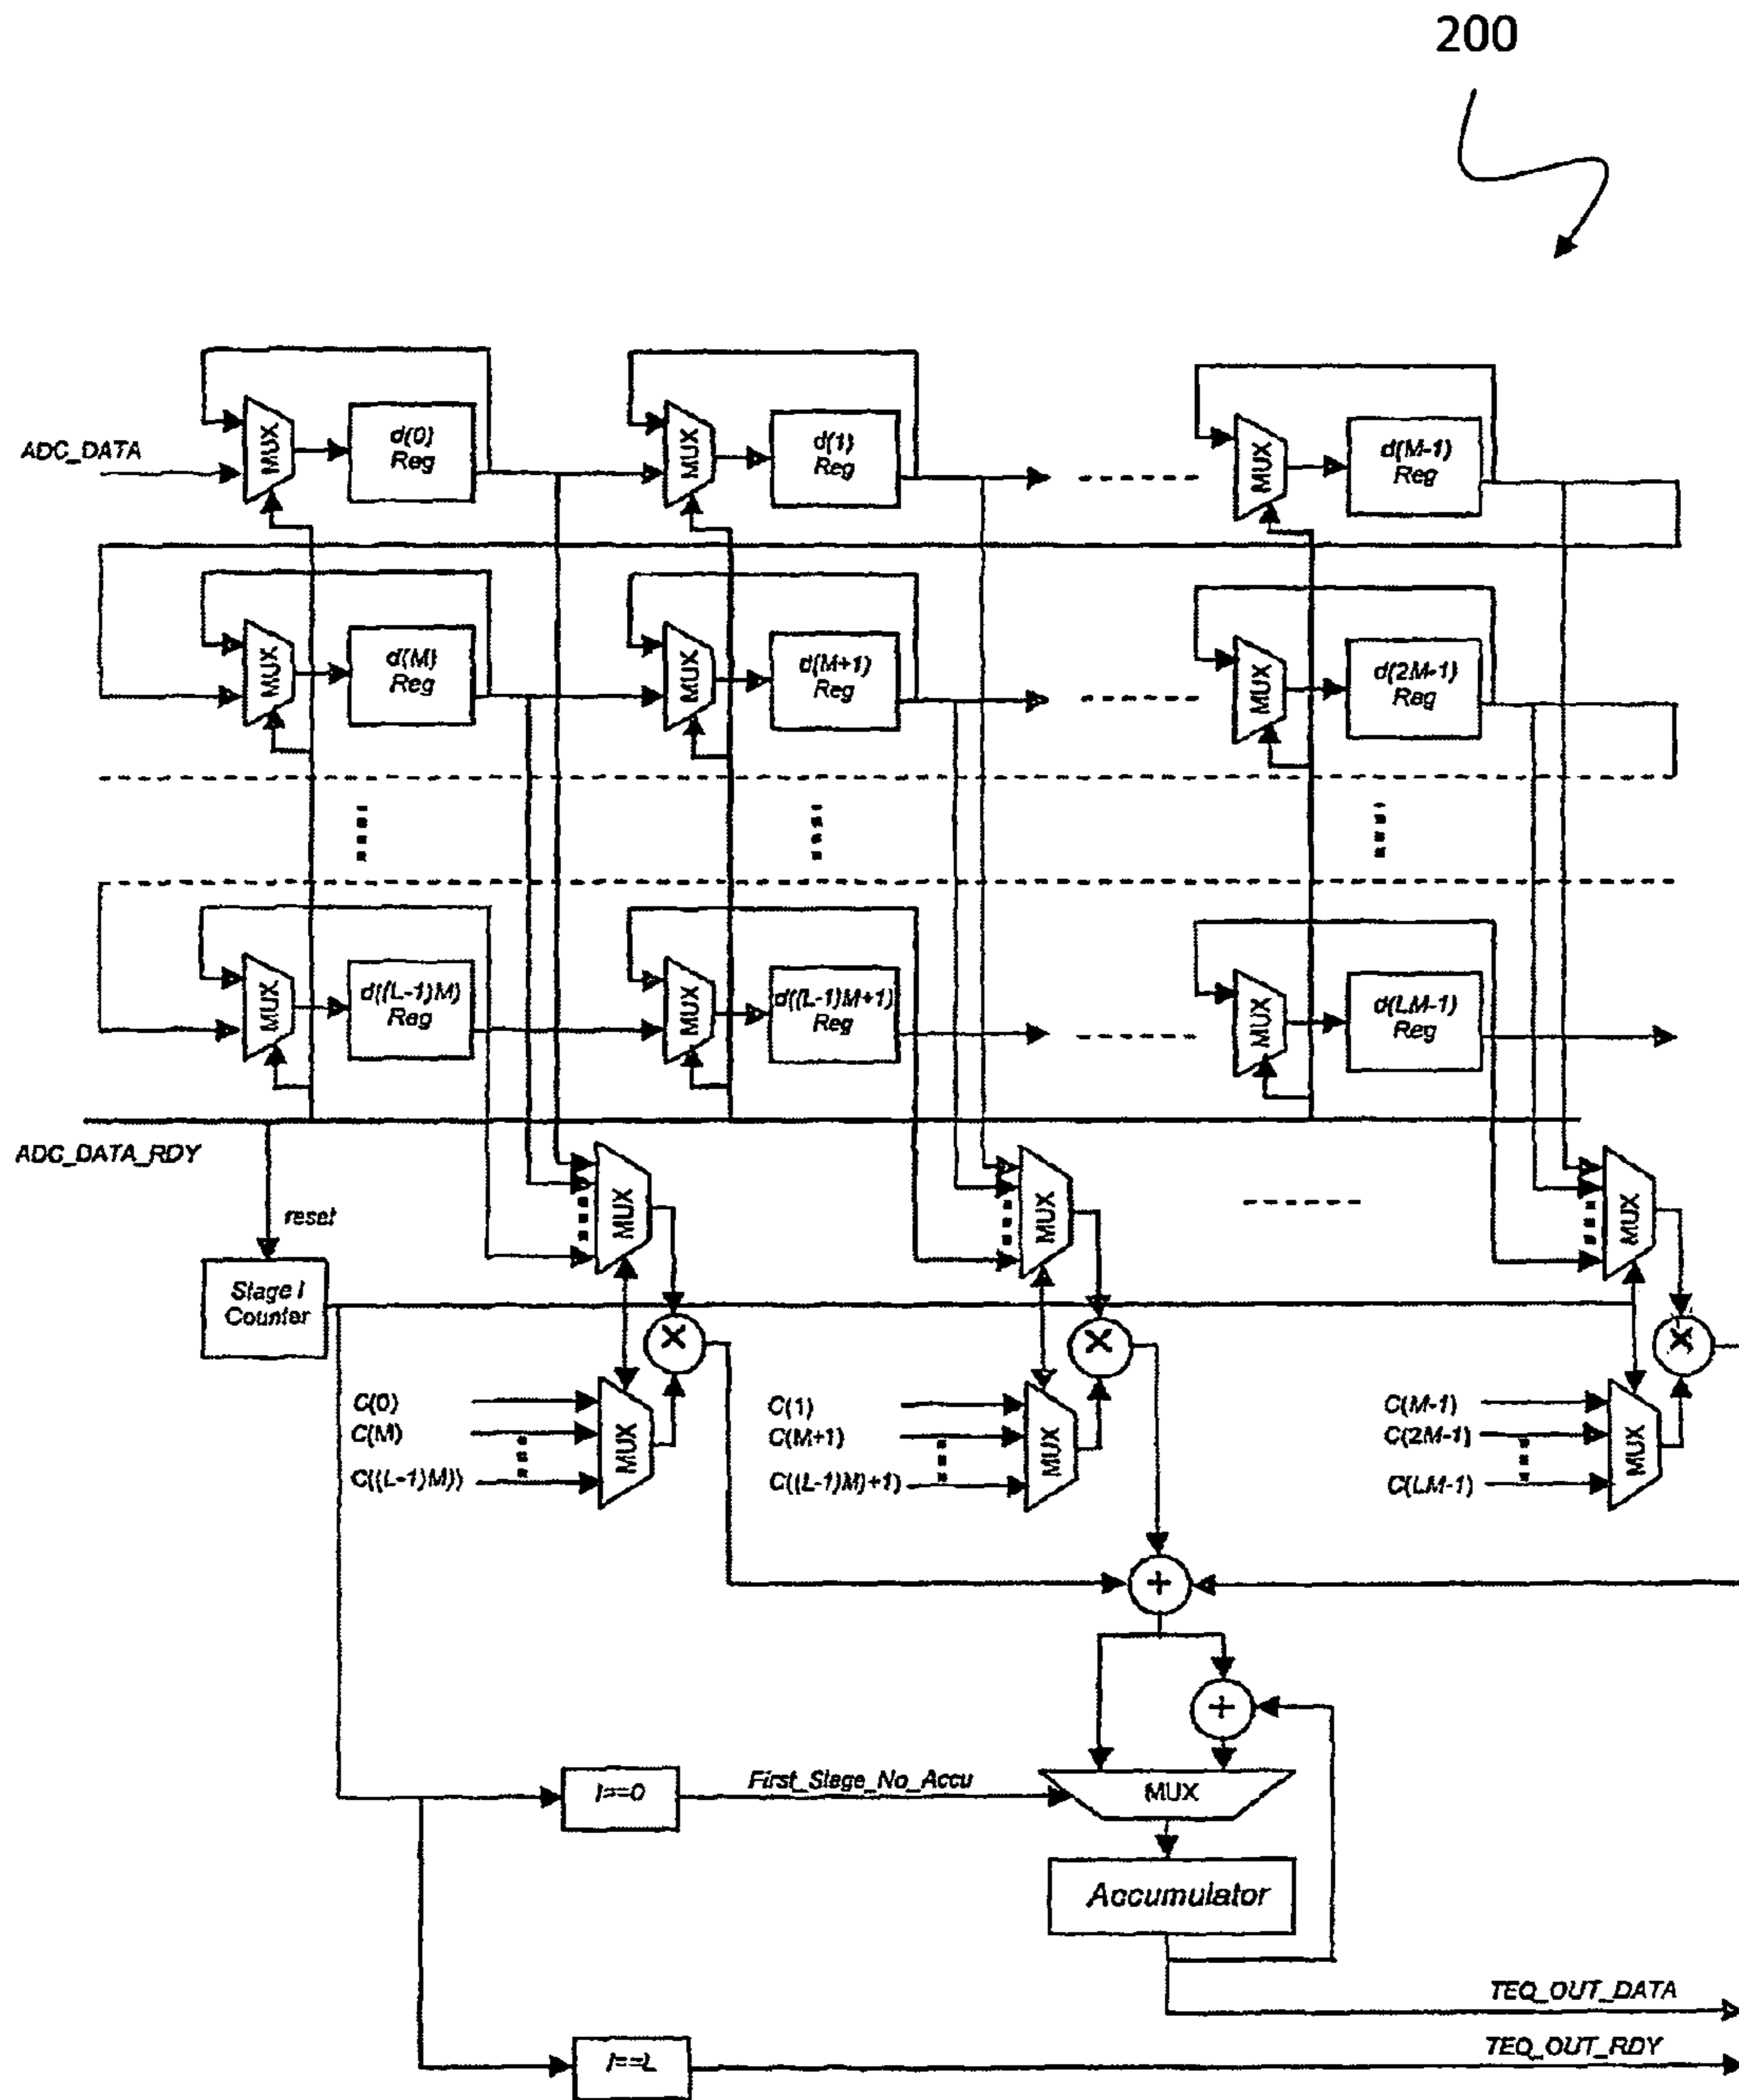 200
ADC_DATA
MUX
d(0)
Reg
MUX
d(1)
Reg
MUX
d(M-1)
Reg
MUX
d(M)
Reg
MUX
d(M+1)
Reg
MUX
d(2M-1)
Reg
MUX
d((L-1)M)
Reg
MUX
d((L-1)M+1)
Reg
MUX
d(LM-1)
Reg
ADC_DATA_RDY
reset
MUX
MUX
MUX
Stage l
Counter
×
×
×
C(0)
C(M)
C((L-1)M))
MUX
C(1)
C(M+1)
C((L-1)M)+1)
MUX
C(M-1)
C(2M-1)
C(LM-1)
MUX
+
+
l==0
First_Stage_No_Accu
MUX
Accumulator
TEQ_OUT_DATA
l==L
TEQ_OUT_RDY